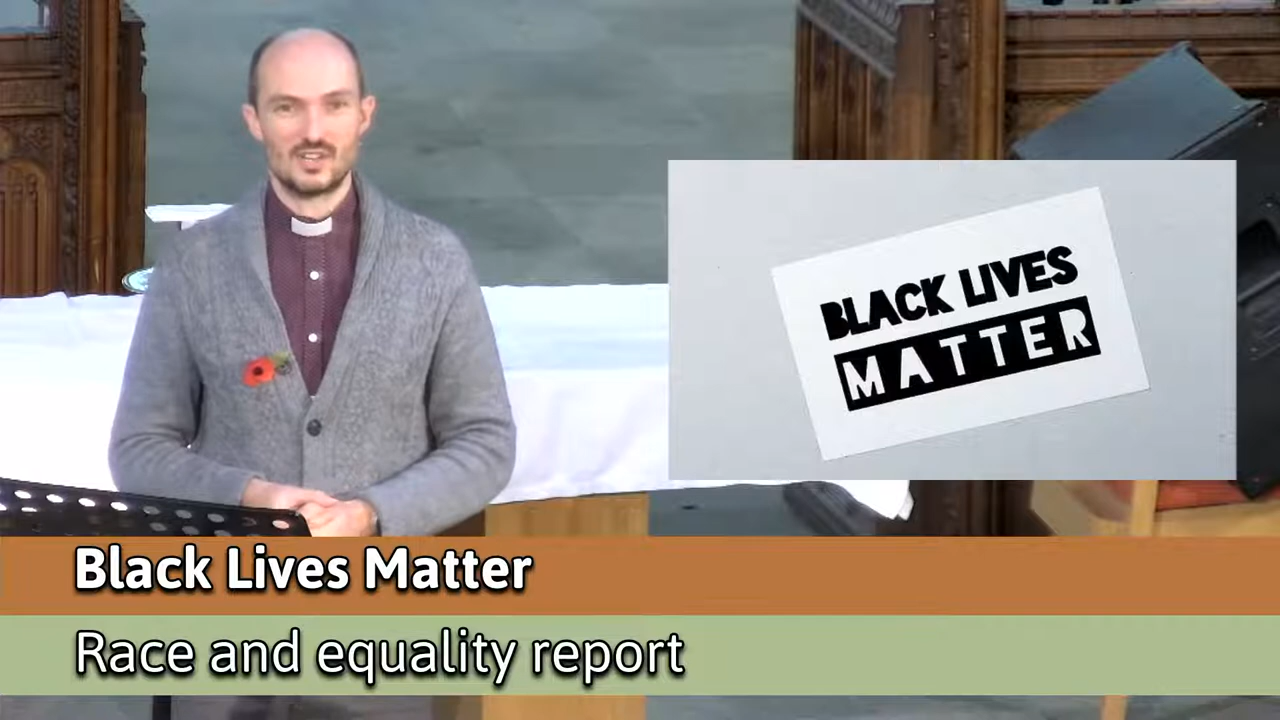 BLACK LIVES
MATTER
Black Lives Matter
Race and equality report